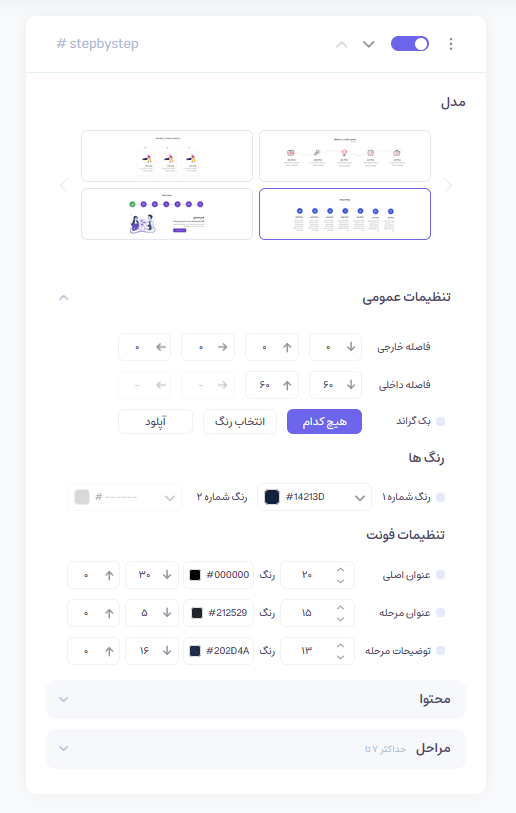 # stepbystep
مدل
تنظیمات عمومی
فاصله خارجی ۰ ۰ ۰ ۰
فاصله داخلی ۶۰ ۶۰ - -
بک گراند هیچ کدام انتخاب رنگ آپلود
رنگ ها
رنگ شماره ۱ #14213D رنگ شماره ۲ # ------
تنظیمات فونت
عنوان اصلی ۲۰ رنگ #000000 ۳۰ ۰
عنوان مرحله ۱۵ رنگ #212529 ۵ ۰
توضیحات مرحله ۱۳ رنگ #202D4A ۱۶ ۰
محتوا
مراحل حداکثر ۷ تا